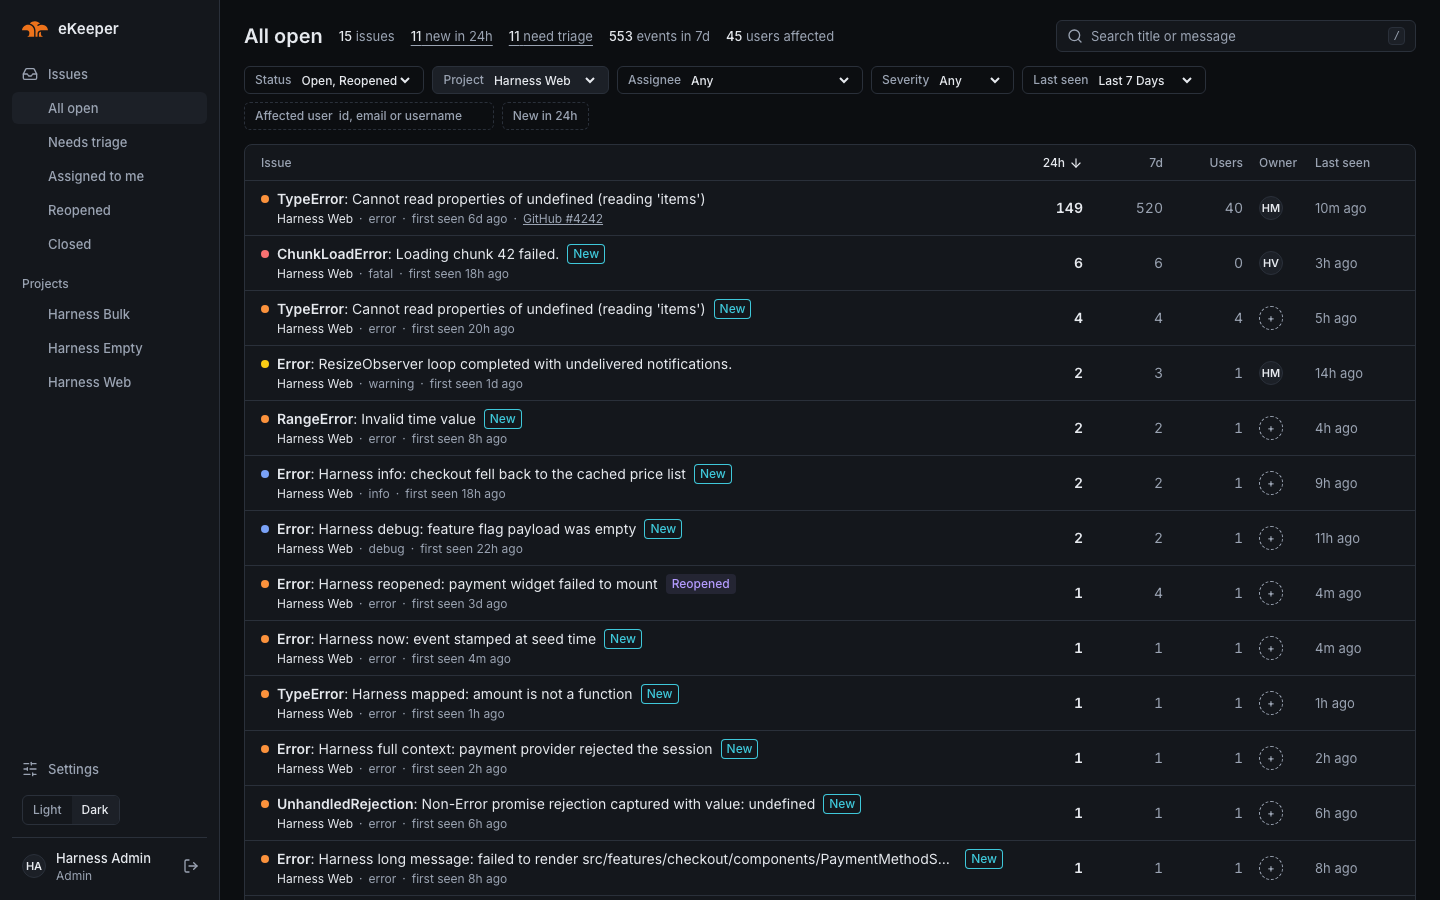 eKeeper
Issues
All open
Needs triage
Assigned to me
Reopened
Closed
Projects
Harness Bulk
Harness Empty
Harness Web
Settings
Light Dark
HA Harness Admin
Admin
All open 15 issues 11 new in 24h 11 need triage 553 events in 7d 45 users affected
Search title or message /
Status Open, Reopened Project Harness Web Assignee Any Severity Any Last seen Last 7 Days
Affected user id, email or username New in 24h
Issue 24h ↓ 7d Users Owner Last seen
TypeError: Cannot read properties of undefined (reading 'items')
Harness Web · error · first seen 6d ago · GitHub #4242
149 520 40 HM 10m ago
ChunkLoadError: Loading chunk 42 failed. New
Harness Web · fatal · first seen 18h ago
6 6 0 HV 3h ago
TypeError: Cannot read properties of undefined (reading 'items') New
Harness Web · error · first seen 20h ago
4 4 4 + 5h ago
Error: ResizeObserver loop completed with undelivered notifications.
Harness Web · warning · first seen 1d ago
2 3 1 HM 14h ago
RangeError: Invalid time value New
Harness Web · error · first seen 8h ago
2 2 1 + 4h ago
Error: Harness info: checkout fell back to the cached price list New
Harness Web · info · first seen 18h ago
2 2 1 + 9h ago
Error: Harness debug: feature flag payload was empty New
Harness Web · debug · first seen 22h ago
2 2 1 + 11h ago
Error: Harness reopened: payment widget failed to mount Reopened
Harness Web · error · first seen 3d ago
1 4 1 + 4m ago
Error: Harness now: event stamped at seed time New
Harness Web · error · first seen 4m ago
1 1 1 + 4m ago
TypeError: Harness mapped: amount is not a function New
Harness Web · error · first seen 1h ago
1 1 1 + 1h ago
Error: Harness full context: payment provider rejected the session New
Harness Web · error · first seen 2h ago
1 1 1 + 2h ago
UnhandledRejection: Non-Error promise rejection captured with value: undefined New
Harness Web · error · first seen 6h ago
1 1 1 + 6h ago
Error: Harness long message: failed to render src/features/checkout/components/PaymentMethodS... New
Harness Web · error · first seen 8h ago
1 1 1 + 8h ago